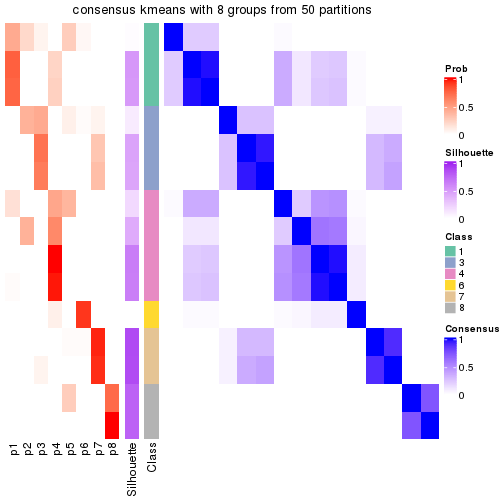 consensus kmeans with 8 groups from 50 partitions
Prob
1
0.5
0
Silhouette
1
0.5
0
Class
1
3
4
6
7
8
Consensus
1
0.5
0
p1
p2
p3
p4
p5
p6
p7
p8
Silhouette
Class